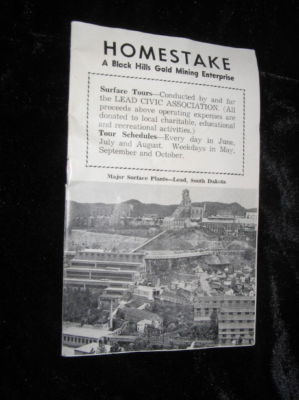 HOMESTAKE
A Black Hills Gold Mining Enterprise
Surface Tours—Conducted by and for
the LEAD CIVIC ASSOCIATION. (All
proceeds above operating expenses are
donated to local charitable, educational
and recreational activities.)
Tour Schedules—Every day in June,
July and August. Weekdays in May,
September and October.
Major Surface Plants—Lead, South Dakota